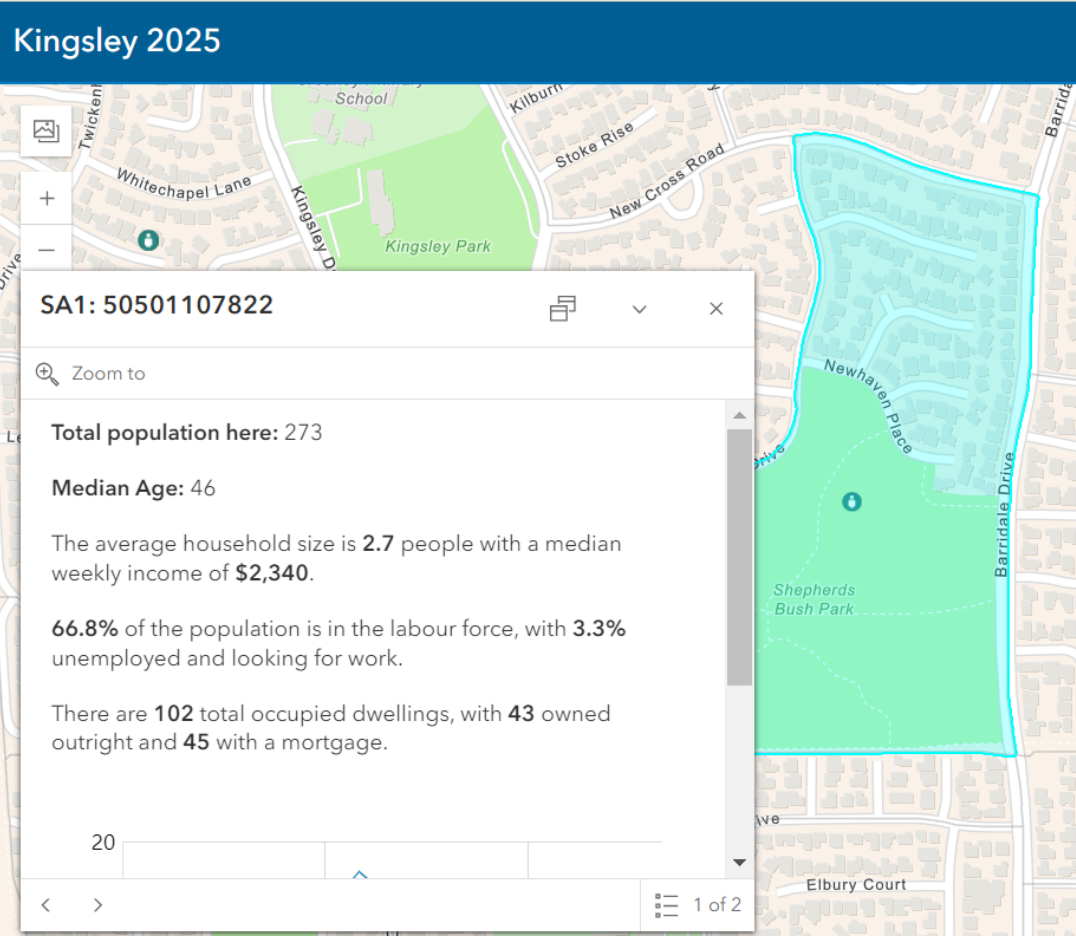 Kingsley 2025
School
Kilburn
Twickenh
Stoke Rise
Barrida
Whitechapel Lane
New Cross Road
Kingsley D
Kingsley Park
Drive
SA1: 50501107822
Zoom to
Total population here: 273
Median Age: 46
The average household size is 2.7 people with a median
weekly income of $2,340.
66.8% of the population is in the labour force, with 3.3%
unemployed and looking for work.
There are 102 total occupied dwellings, with 43 owned
outright and 45 with a mortgage.
20
1 of 2
Newhaven Place
Drive
Barridale Drive
Shepherds
Bush Park
ive
Elbury Court